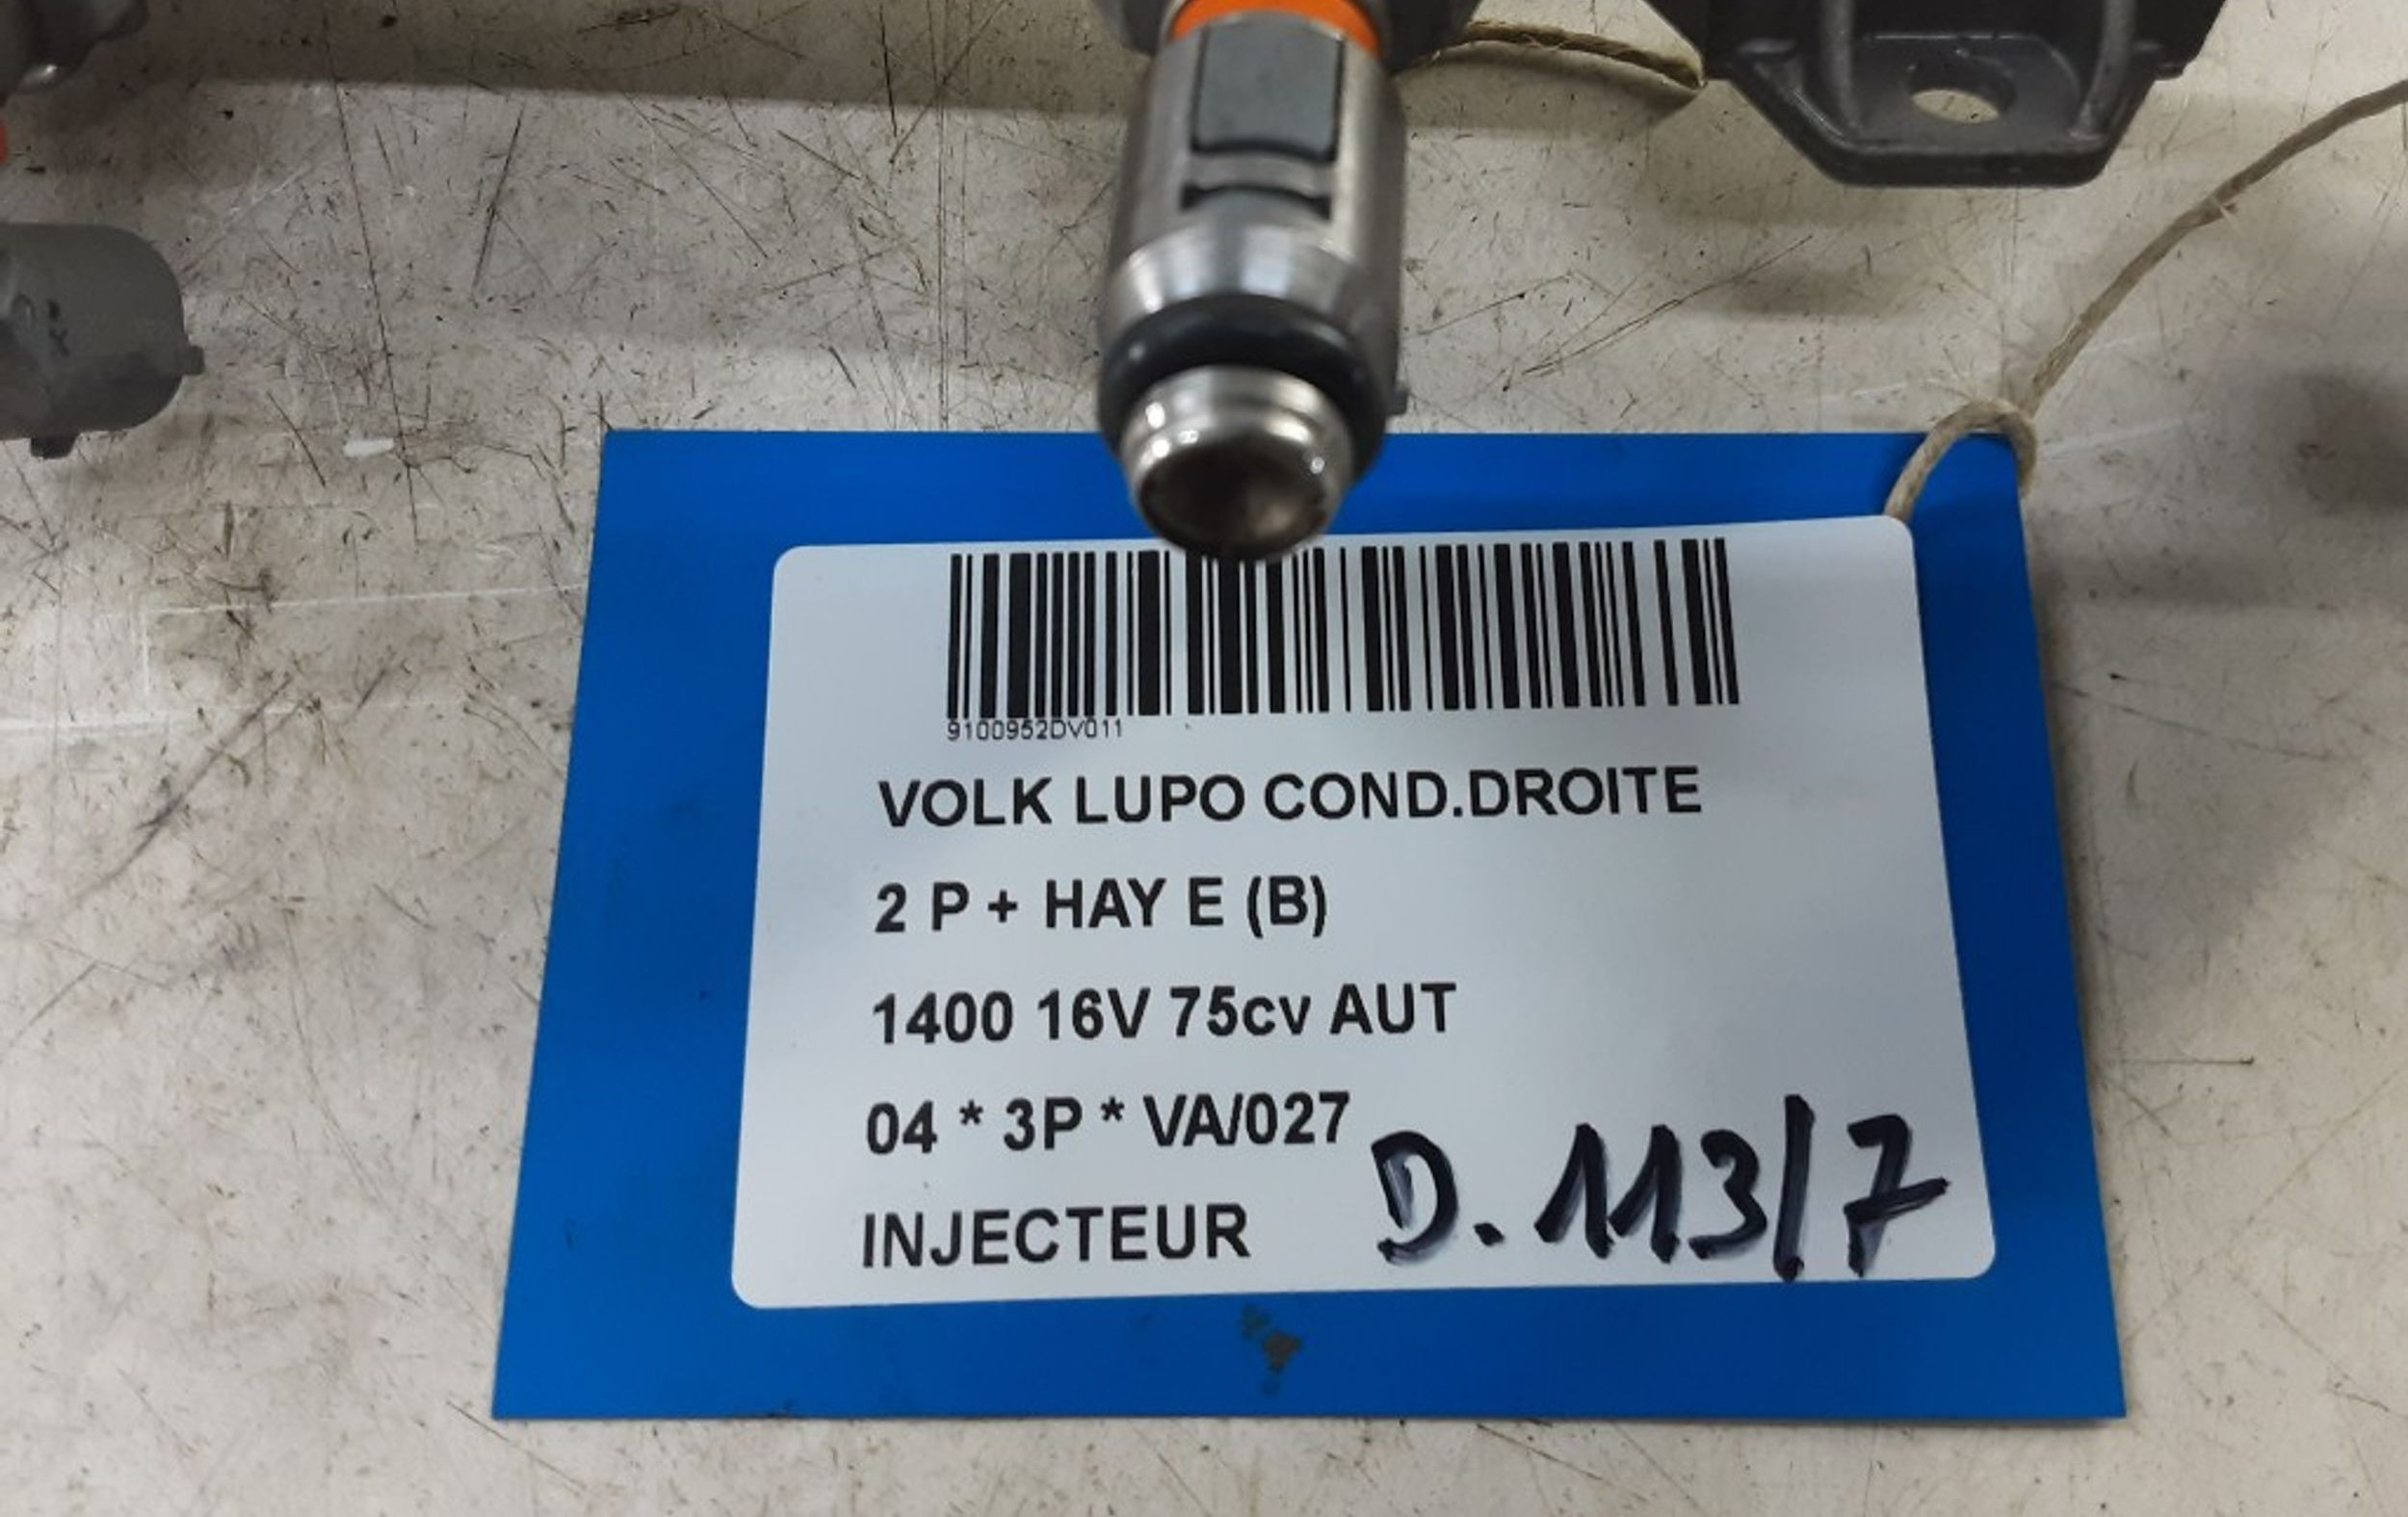 9100952DV011
VOLK LUPO COND.DROITE
2 P + HAY E (B)
1400 16V 75cv AUT
04 * 3P * VA/027
INJECTEUR D.113/7